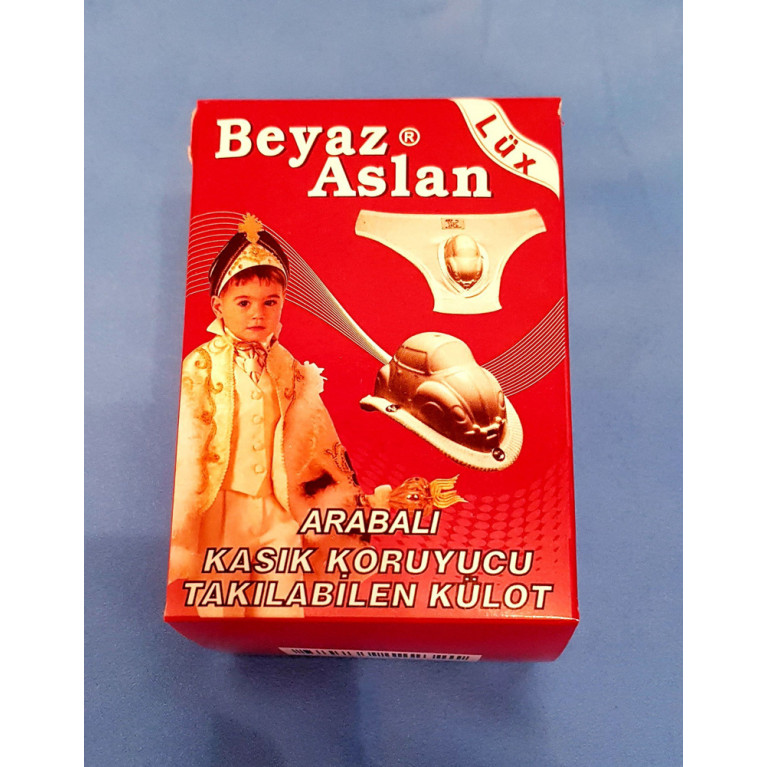 Beyaz ®
Aslan
LÜX
ARABALI
KASIK KORUYUCU
TAKILABİLEN KÜLOT